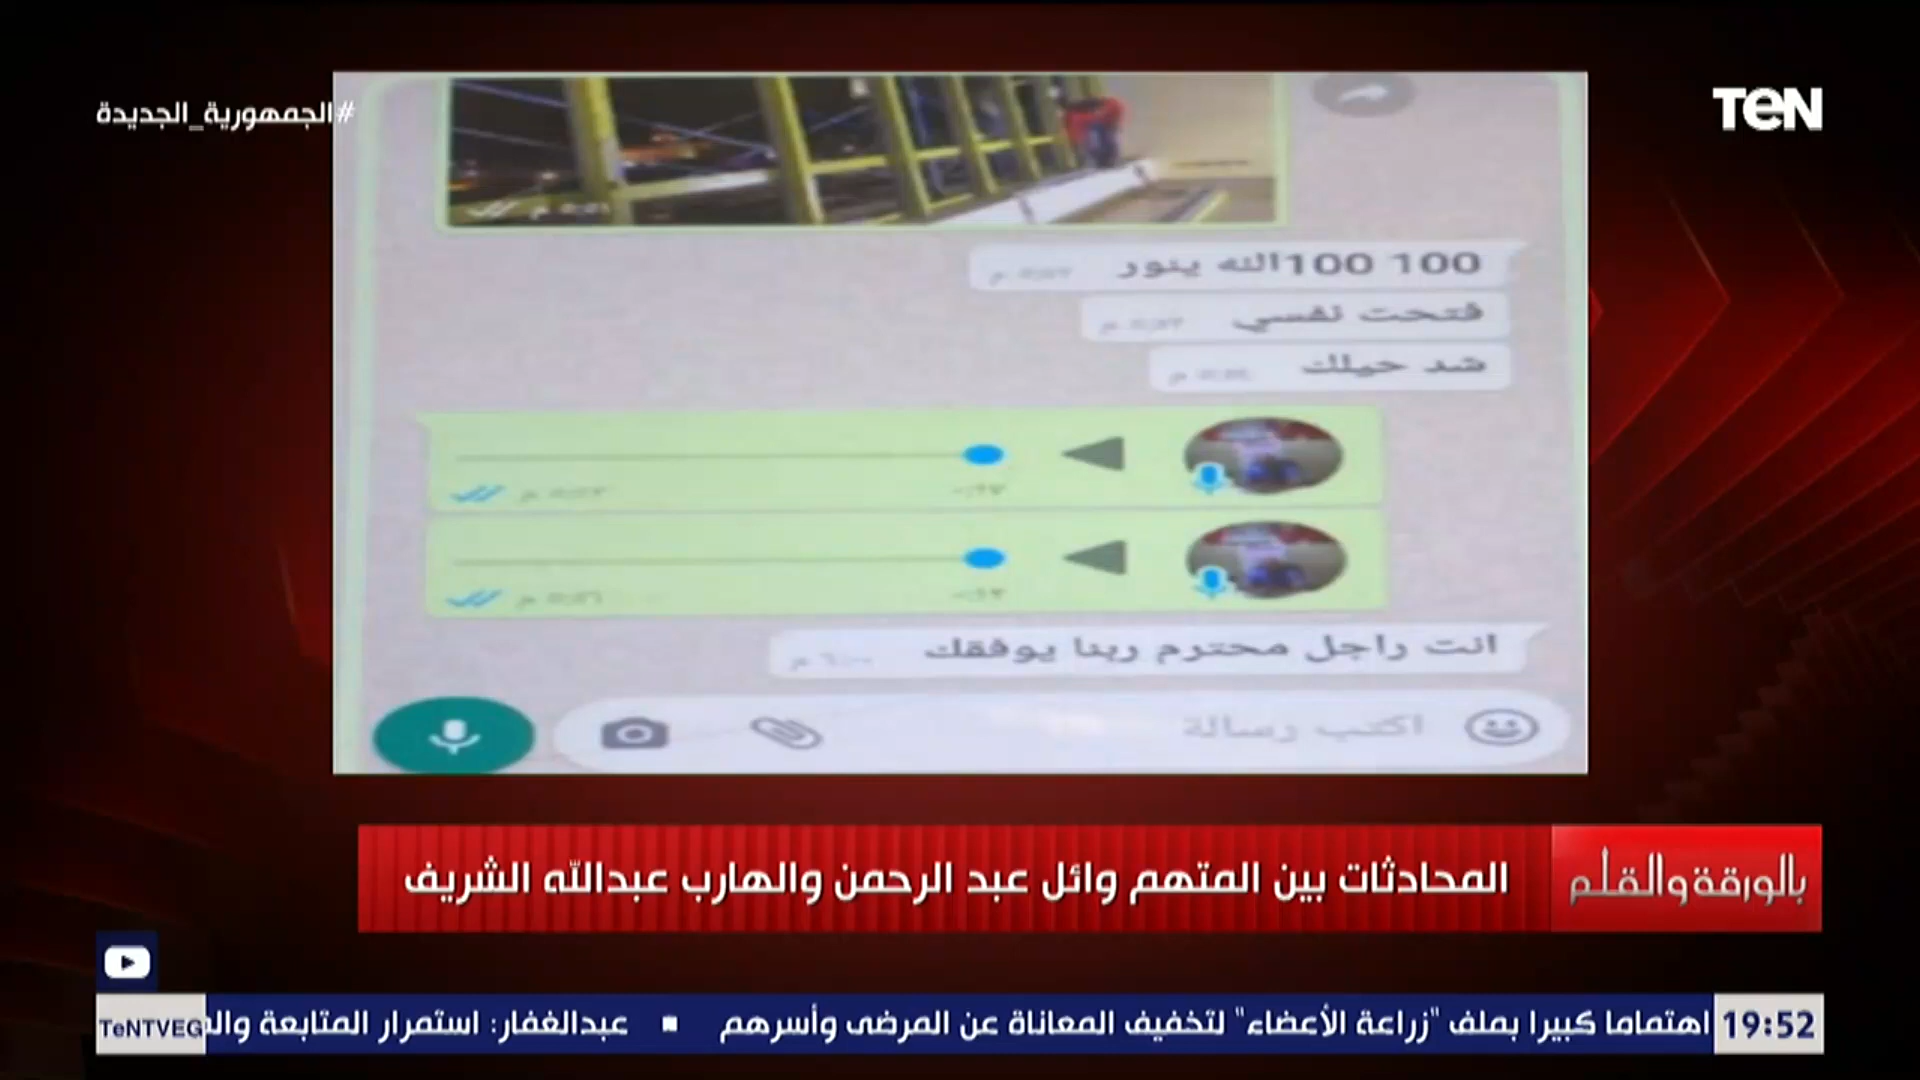 #الجمهورية_الجديدة
TeN
100 100 100الله ينور
فتحت نفسي
شد حيلك
انت راجل محترم ربنا يوفقك
اكتب رسالة
بالورقة والقلم
المحادثات بين المتهم وائل عبد الرحمن والهارب عبدالله الشريف
19:52
اهتماما كبيرا بملف "زراعة الأعضاء" لتخفيف المعاناة عن المرضى وأسرهم ■ عبدالغفار: استمرار المتابعة
TeNTVEG